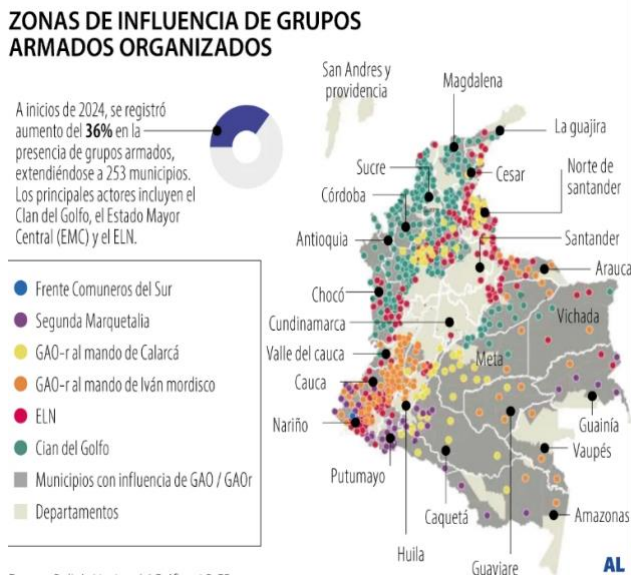 ZONAS DE INFLUENCIA DE GRUPOS
ARMADOS ORGANIZADOS
A inicios de 2024, se registró
aumento del 36% en la
presencia de grupos armados,
extendiéndose a 253 municipios.
Los principales actores incluyen el
Clan del Golfo, el Estado Mayor
Central (EMC) y el ELN.
Frente Comuneros del Sur
Segunda Marquetalia
GAO-r al mando de Calarcá
GAO-r al mando de Iván mordisco
ELN
Cian del Golfo
Municipios con influencia de GAO / GAOr
Departamentos
San Andres y
providencia
Magdalena
La guajira
Sucre
Cesar
Norte de
santander
Córdoba
Antioquia
Santander
Arauca
Chocó
Cundinamarca
Vichada
Valle del cauca
Meta
Cauca
Nariño
Guainía
Putumayo
Vaupés
Caquetá
Amazonas
Huila
Guaviare
AL